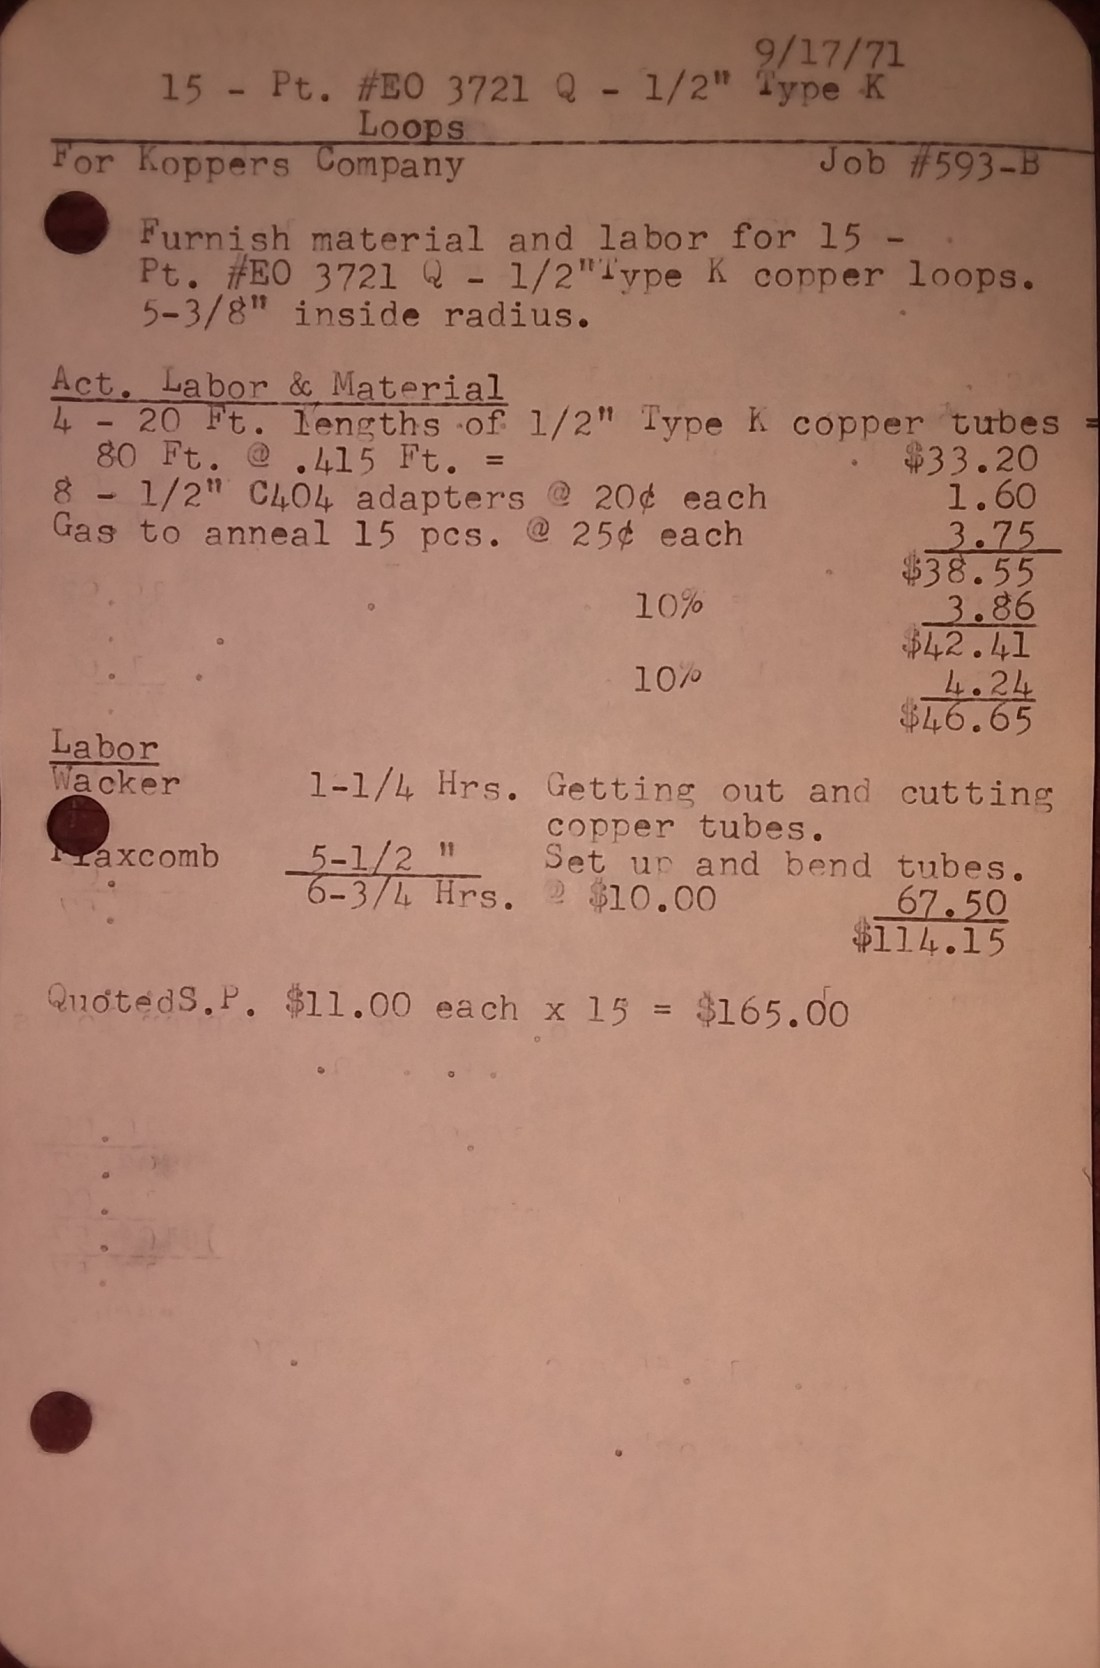 9/17/71
15 - Pt. #EO 3721 Q - 1/2" Type K
Loops
For Koppers Company Job #593-B
Furnish material and labor for 15 -
Pt. #EO 3721 Q - 1/2"Type K copper loops.
5-3/8" inside radius.
Act. Labor & Material
4 - 20 Ft. lengths of 1/2" Type K copper tubes =
80 Ft. @ .415 Ft. = $33.20
8 - 1/2" C404 adapters @ 20¢ each 1.60
Gas to anneal 15 pcs. @ 25¢ each 3.75
$38.55
10% 3.86
$42.41
10% 4.24
$46.65
Labor
Wacker 1-1/4 Hrs. Getting out and cutting
copper tubes.
5-1/2 " Set up and bend tubes.
6-3/4 Hrs. @ $10.00 67.50
$114.15
QuotedS.P. $11.00 each x 15 = $165.00